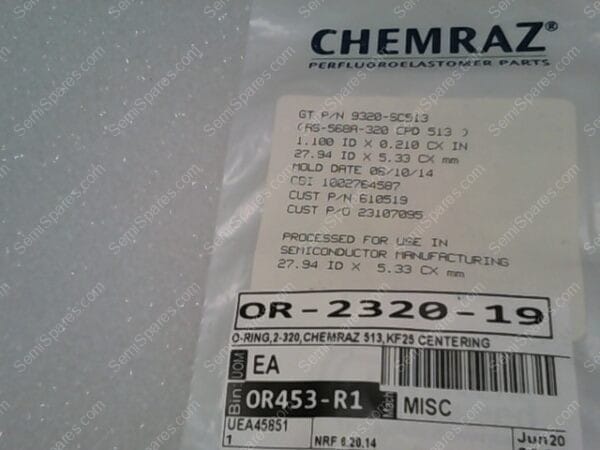 CHEMRAZ®
PERFLUOROELASTOMER PARTS
GT P/N 9320-SC513
(AS-568A-320 CPD 513 )
1.100 ID X 0.210 CX IN
27.94 ID X 5.33 CX mm
MOLD DATE 06/10/14
CSI 1002764587
CUST P/N 610519
CUST P/O 23107095
PROCESSED FOR USE IN
SEMICONDUCTOR MANUFACTURING
27.94 ID X 5.33 CX mm
OR-2320-19
O-RING,2-320,CHEMRAZ 513,KF25 CENTERING
UOM EA
Bin: OR453-R1 Mach MISC
UEA45851
1 NRF 6.20.14 Jun20
SemiSpares.com